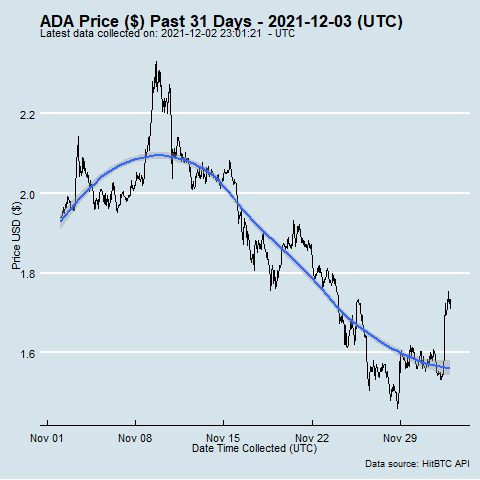 ADA Price ($) Past 31 Days - 2021-12-03 (UTC)
Latest data collected on: 2021-12-02 23:01:21  - UTC
2.2
2.0
1.8
1.6
Price USD ($)
Nov 01 Nov 08 Nov 15 Nov 22 Nov 29
Date Time Collected (UTC)
Data source: HitBTC API